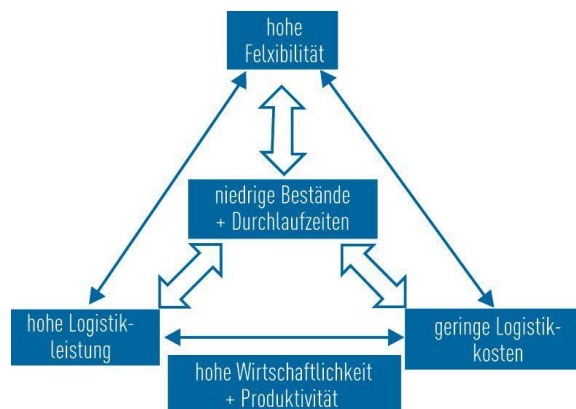 hohe
Felxibilität
niedrige Bestände
+ Durchlaufzeiten
hohe Logistik-
leistung
geringe Logistik-
kosten
hohe Wirtschaftlichkeit
+ Produktivität